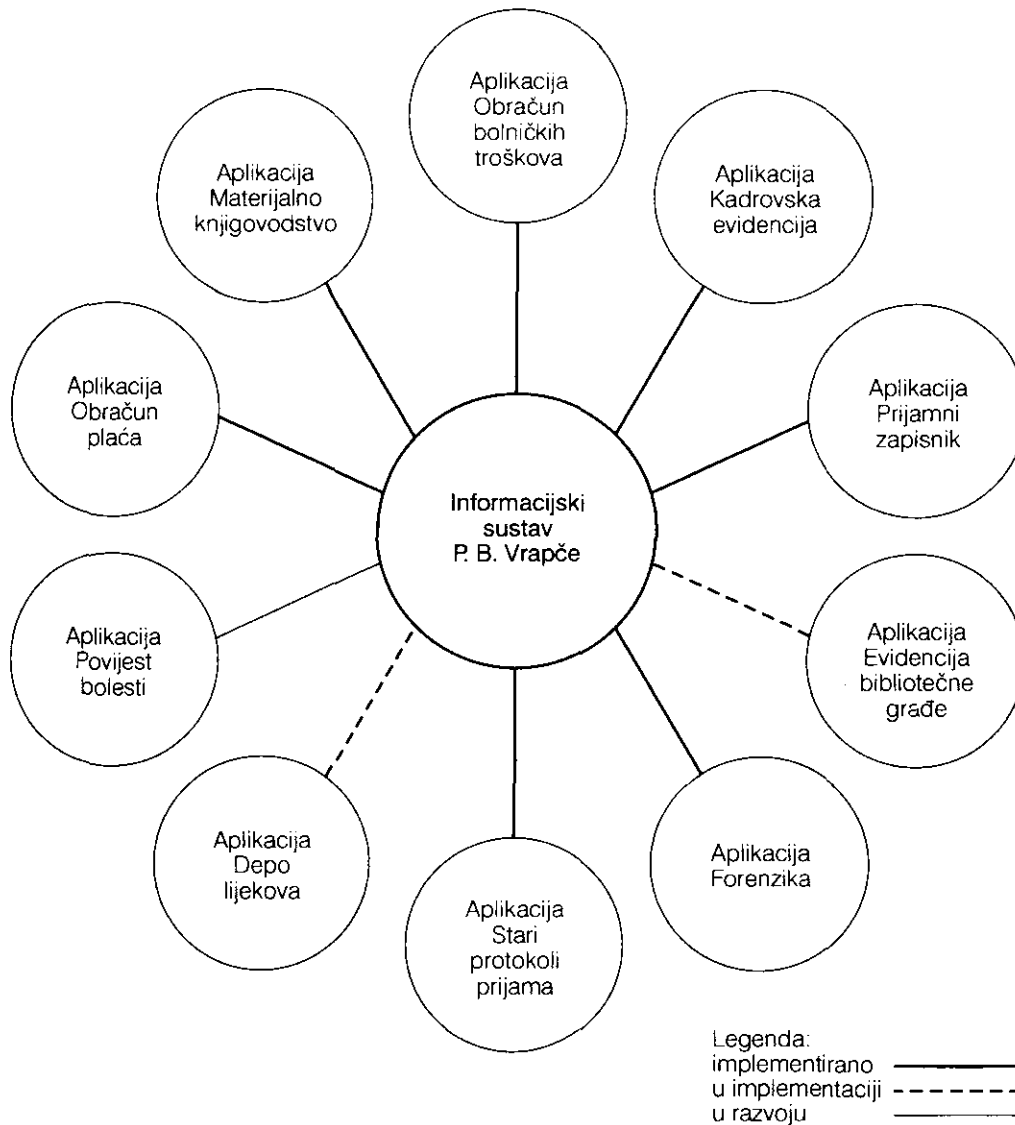 Aplikacija
Obračun
bolničkih
troškova
Aplikacija
Materijalno
knjigovodstvo
Aplikacija
Kadrovska
evidencija
Aplikacija
Obračun
plaća
Aplikacija
Prijamni
zapisnik
Informacijski
sustav
P. B. Vrapče
Aplikacija
Povijest
bolesti
Aplikacija
Evidencija
bibliotečne
građe
Aplikacija
Depo
lijekova
Aplikacija
Forenzika
Aplikacija
Stari
protokoli
prijama
Legenda:
implementirano
u implementaciji
u razvoju